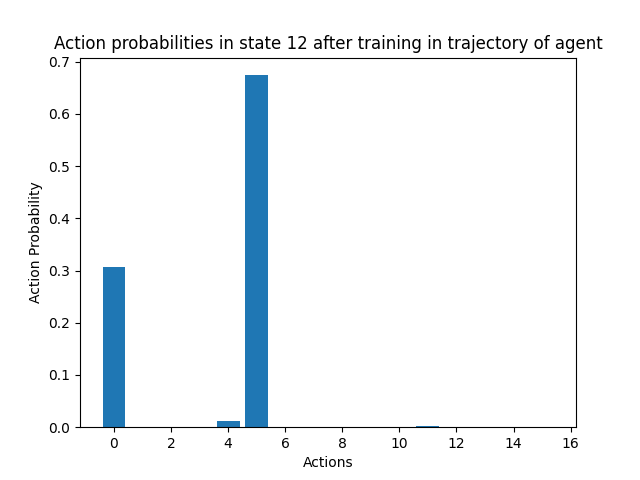 Action probabilities in state 12 after training in trajectory of agent
0.7
0.6
0.5
0.4
0.3
0.2
0.1
0.0
Action Probability
0 2 4 6 8 10 12 14 16
Actions